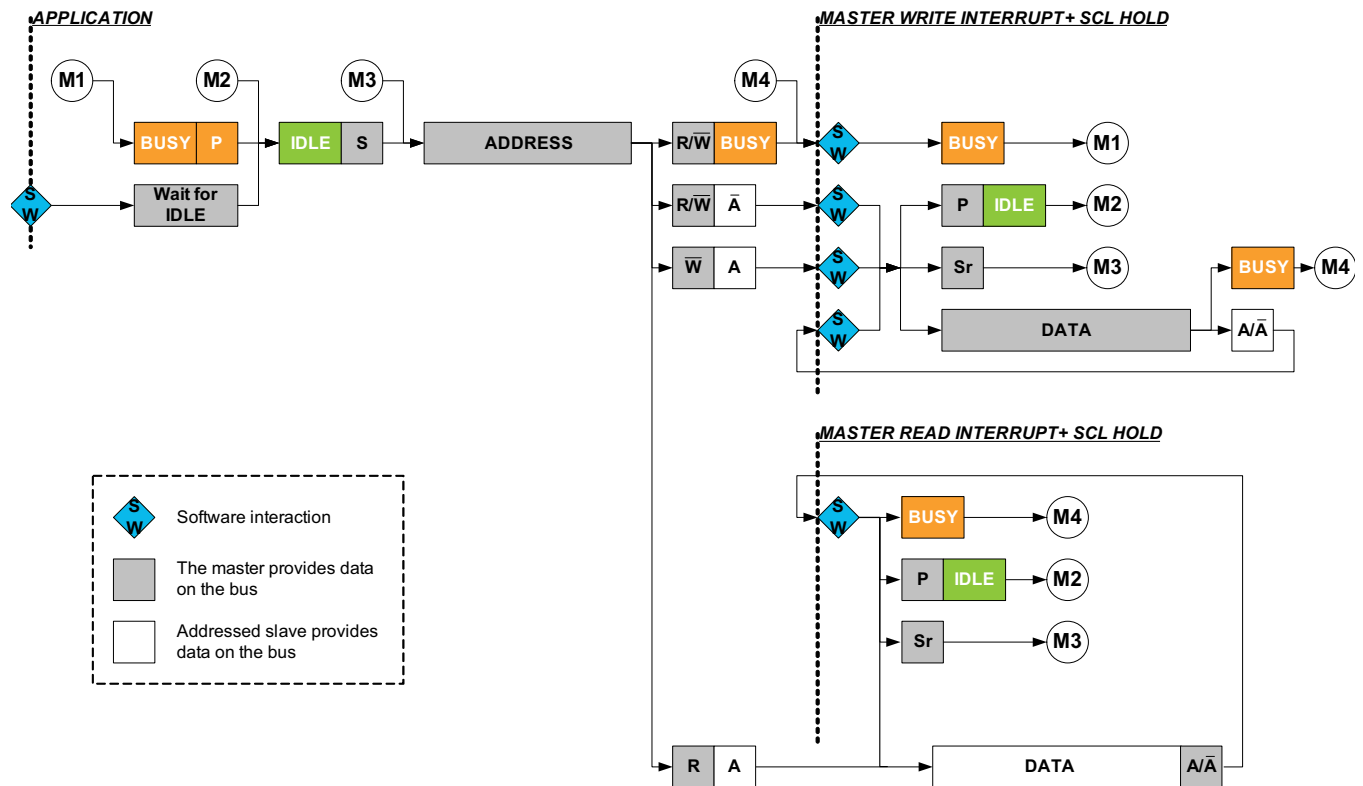 APPLICATION
MASTER WRITE INTERRUPT+ SCL HOLD
M1
M2
M3
M4
BUSY P
IDLE S
ADDRESS
R/W̅ BUSY
S
W
BUSY
M1
S
W
Wait for
IDLE
R/W̅ A̅
S
W
P IDLE
M2
W̅ A
S
W
Sr
M3
BUSY
M4
S
W
DATA
A/A̅
MASTER READ INTERRUPT+ SCL HOLD
S
W
BUSY
M4
P IDLE
M2
Sr
M3
S
W
Software interaction
The master provides data
on the bus
Addressed slave provides
data on the bus
R A
DATA
A/A̅